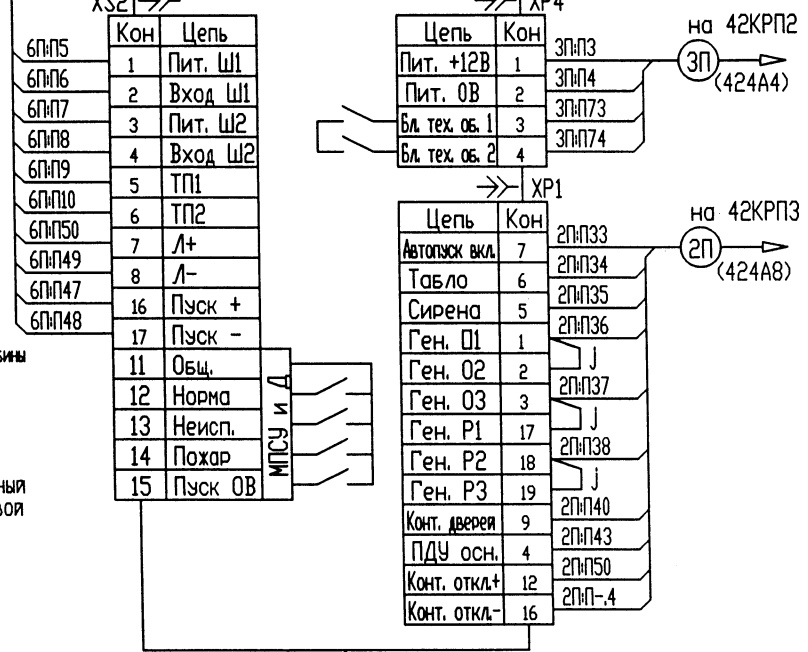 XS2
Кон Цепь
6П:П5 1 Пит. Ш1
6П:П6 2 Вход Ш1
6П:П7 3 Пит. Ш2
6П:П8 4 Вход Ш2
6П:П9 5 ТП1
6П:П10 6 ТП2
6П:П50 7 Л+
6П:П49 8 Л-
6П:П47 16 Пуск +
6П:П48 17 Пуск -
11 Общ.
12 Норма
13 Неисп.
14 Пожар
15 Пуск ОВ
МПСУ и Д
XP4
Цепь Кон
Пит. +12В 1 3П:П3
Пит. 0В 2 3П:П4
Бл. тех. об. 1 3 3П:П73
Бл. тех. об. 2 4 3П:П74
на 42КРП2
3П
(424А4)
XP1
Цепь Кон
Автопуск вкл. 7 2П:П33
Табло 6 2П:П34
Сирена 5 2П:П35
Ген. О1 1 2П:П36
j
Ген. О2 2
Ген. О3 3 2П:П37
j
Ген. Р1 17
Ген. Р2 18 2П:П38
j
Ген. Р3 19
Конт. дверей 9 2П:П40
ПДУ осн. 4 2П:П43
Конт. откл.+ 12 2П:П50
Конт. откл.- 16 2П:П-.4
на 42КРП3
2П
(424А8)